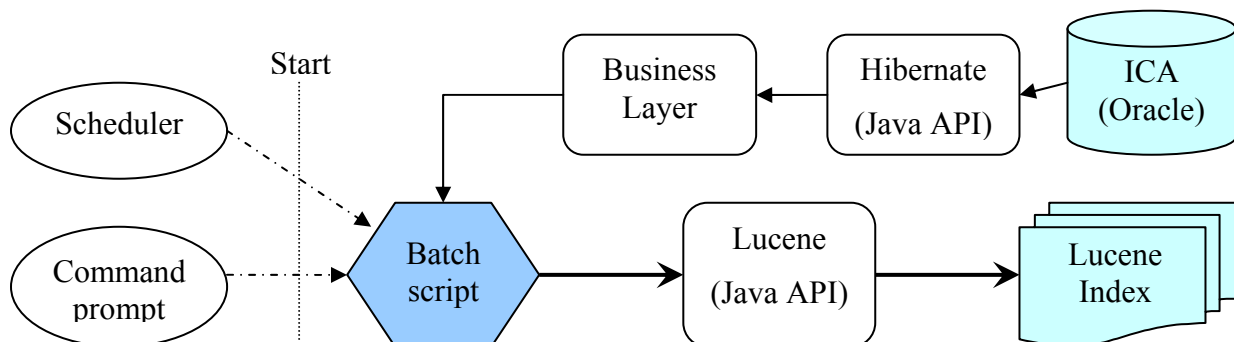 Start
Scheduler
Command
prompt
Business
Layer
Hibernate
(Java API)
ICA
(Oracle)
Batch
script
Lucene
(Java API)
Lucene
Index